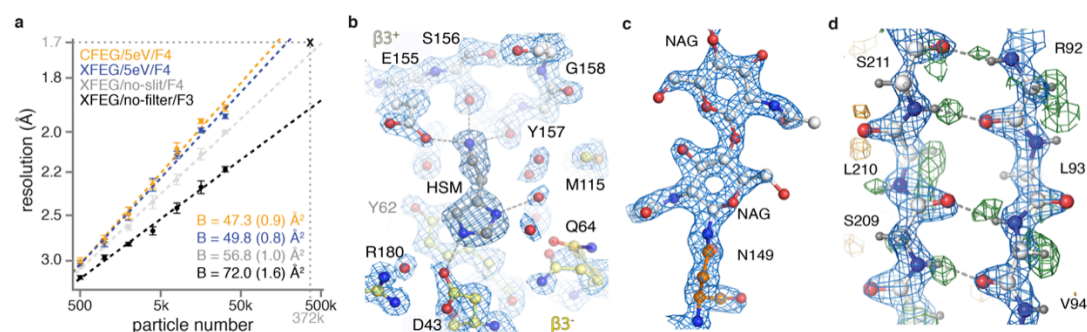 a
1.7
1.8
2.0
2.2
2.5
3.0
resolution (Å)
CFEG/5eV/F4
XFEG/5eV/F4
XFEG/no-slit/F4
XFEG/no-filter/F3
x
B = 47.3 (0.9) Å²
B = 49.8 (0.8) Å²
B = 56.8 (1.0) Å²
B = 72.0 (1.6) Å²
500
5k
50k
500k
372k
particle number
b
β3⁺
S156
E155
G158
Y157
HSM
M115
Y62
Q64
R180
D43
β3⁻
c
NAG
NAG
N149
d
S211
R92
L210
L93
S209
V94